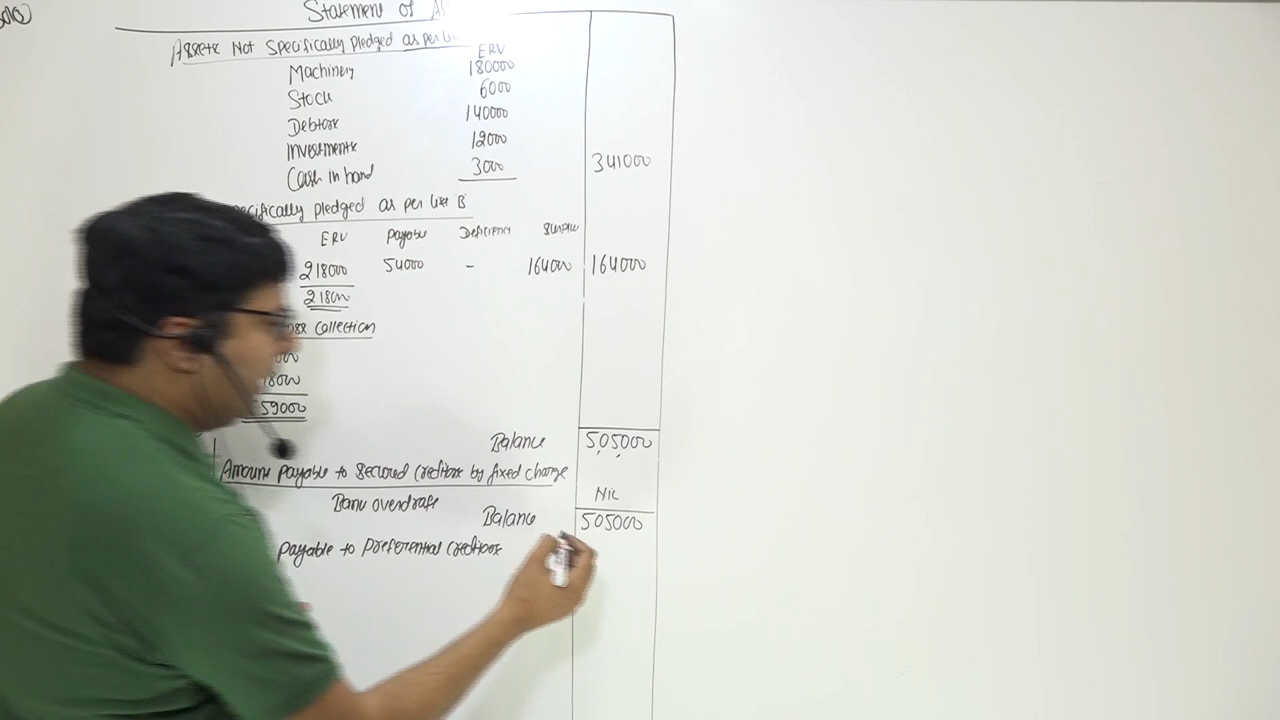 Statement of
Assets Not Specifically pledged as per
ERV
Machinery 180000
Stock 6000
Debtors 140000
Investments 12000
Cash in hand 3000 341000
pledged as per List B
ERV Payable Deficiency Surplus
218000 54000 - 164000 164000
218000
Collection
59000
Balance 505000
Amount payable to Secured Creditors by fixed charge
Nil
Bank overdraft
Balance 505000
payable to preferential Creditors